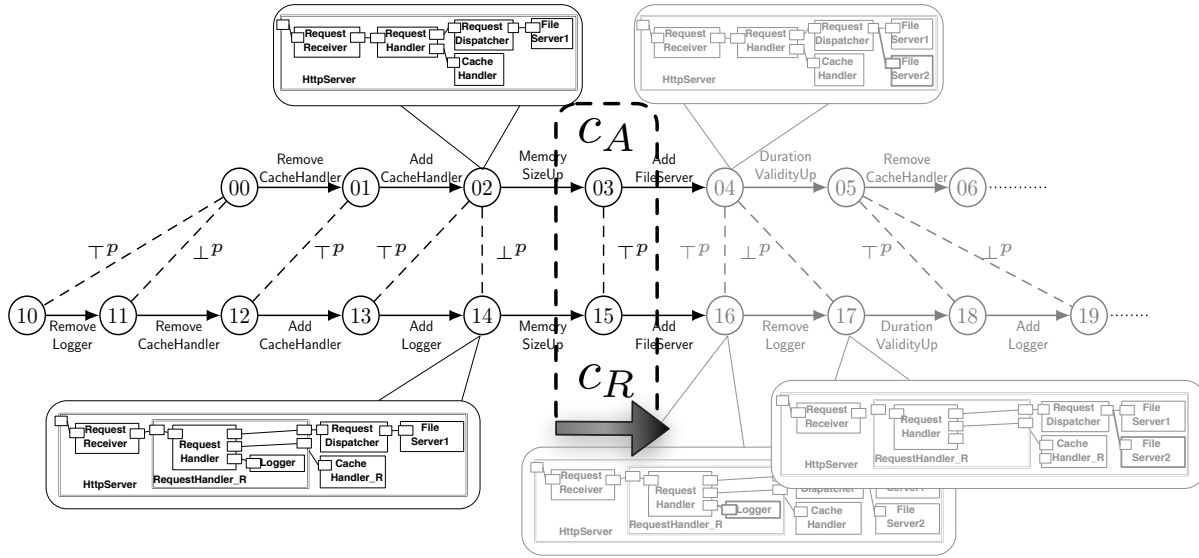 Request
Receiver
Request
Handler
Request
Dispatcher
File
Server1
Cache
Handler
HttpServer
Request
Receiver
Request
Handler
Request
Dispatcher
File
Server1
Cache
Handler
File
Server2
HttpServer
c_A
Remove
CacheHandler
Add
CacheHandler
Memory
SizeUp
Add
FileServer
Duration
ValidityUp
Remove
CacheHandler
00 01 02 03 04 05 06
⊤p ⊥p ⊤p ⊤p ⊥p ⊤p ⊤p ⊥p ⊤p ⊥p
10 11 12 13 14 15 16 17 18 19
Remove
Logger
Remove
CacheHandler
Add
CacheHandler
Add
Logger
Memory
SizeUp
Add
FileServer
Remove
Logger
Duration
ValidityUp
Add
Logger
c_R
Request
Receiver
Request
Handler
Logger
RequestHandler_R
Request
Dispatcher
File
Server1
Cache
Handler_R
HttpServer
Request
Receiver
Request
Handler
RequestHandler_R
Request
Dispatcher
File
Server1
Cache
Handler_R
File
Server2
HttpServer
Request
Receiver
Request
Handler
Logger
RequestHandler_R
Dispatcher
Server1
Cache
Handler
File
Server2
HttpServer